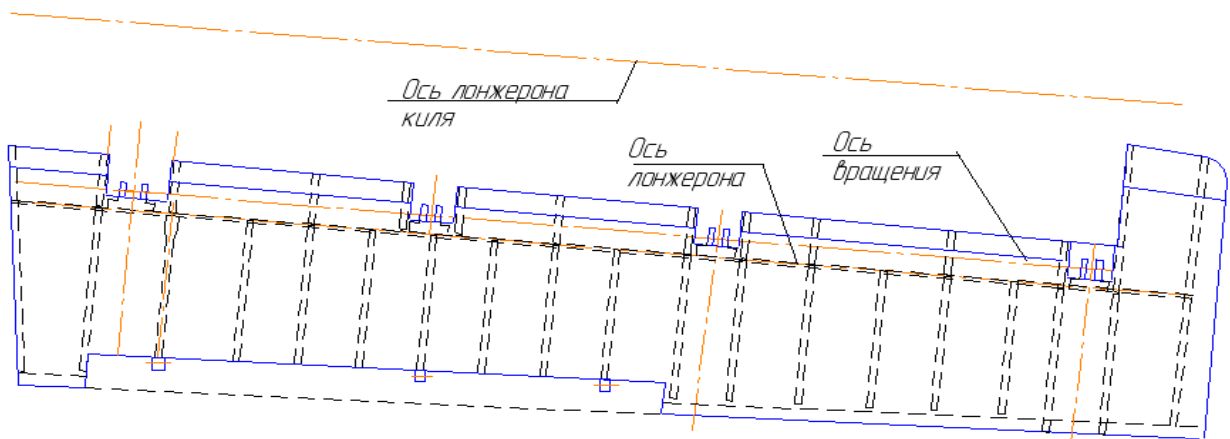 Ось лонжерона
киля
Ось
лонжерона
Ось
вращения